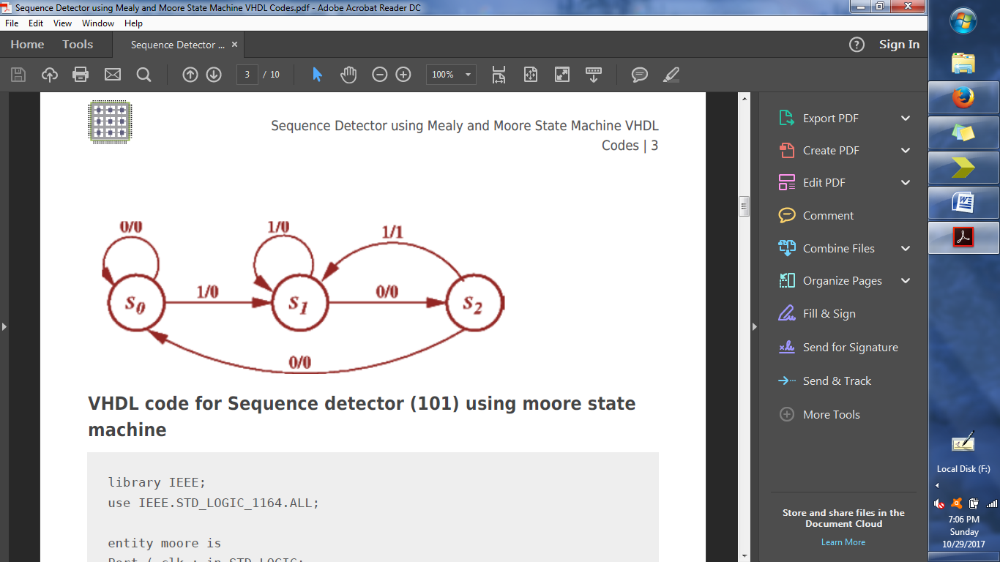 Sequence Detector using Mealy and Moore State Machine VHDL Codes.pdf - Adobe Acrobat Reader DC
File Edit View Window Help
Home Tools Sequence Detector ... × ? Sign In
3 / 10 100%
Sequence Detector using Mealy and Moore State Machine VHDL
Codes | 3
0/0 1/0 1/1
1/0 0/0
S0 S1 S2
0/0
VHDL code for Sequence detector (101) using moore state
machine
library IEEE;
use IEEE.STD_LOGIC_1164.ALL;
entity moore is
Port ( clk : in STD_LOGIC;
Export PDF
Create PDF
Edit PDF
Comment
Combine Files
Organize Pages
Fill & Sign
Send for Signature
Send & Track
More Tools
Store and share files in the
Document Cloud
Learn More
Local Disk (F:)
7:06 PM
Sunday
10/29/2017